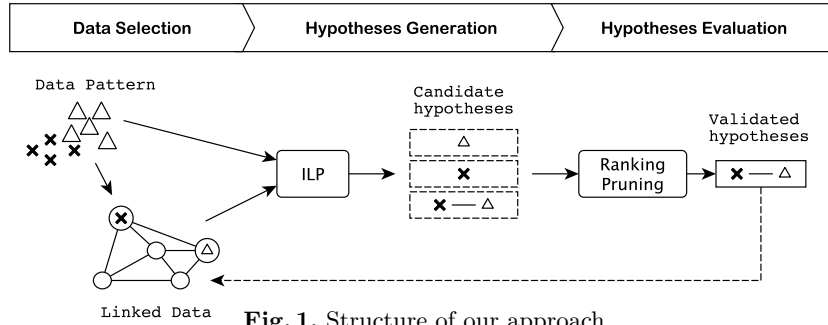 Data Selection
Hypotheses Generation
Hypotheses Evaluation
Data Pattern
Candidate
hypotheses
Validated
hypotheses
ILP
Ranking
Pruning
Linked Data
Fig. 1. Structure of our approach